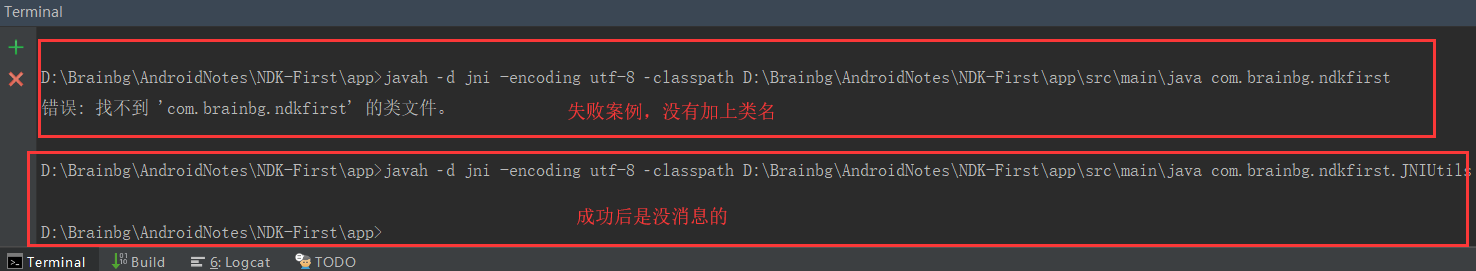 Terminal
D:\Brainbg\AndroidNotes\NDK-First\app>javah -d jni -encoding utf-8 -classpath D:\Brainbg\AndroidNotes\NDK-First\app\src\main\java com.brainbg.ndkfirst
错误: 找不到 'com.brainbg.ndkfirst' 的类文件。
失败案例，没有加上类名
D:\Brainbg\AndroidNotes\NDK-First\app>javah -d jni -encoding utf-8 -classpath D:\Brainbg\AndroidNotes\NDK-First\app\src\main\java com.brainbg.ndkfirst.JNIUtils
成功后是没消息的
D:\Brainbg\AndroidNotes\NDK-First\app>
Terminal Build 6: Logcat TODO